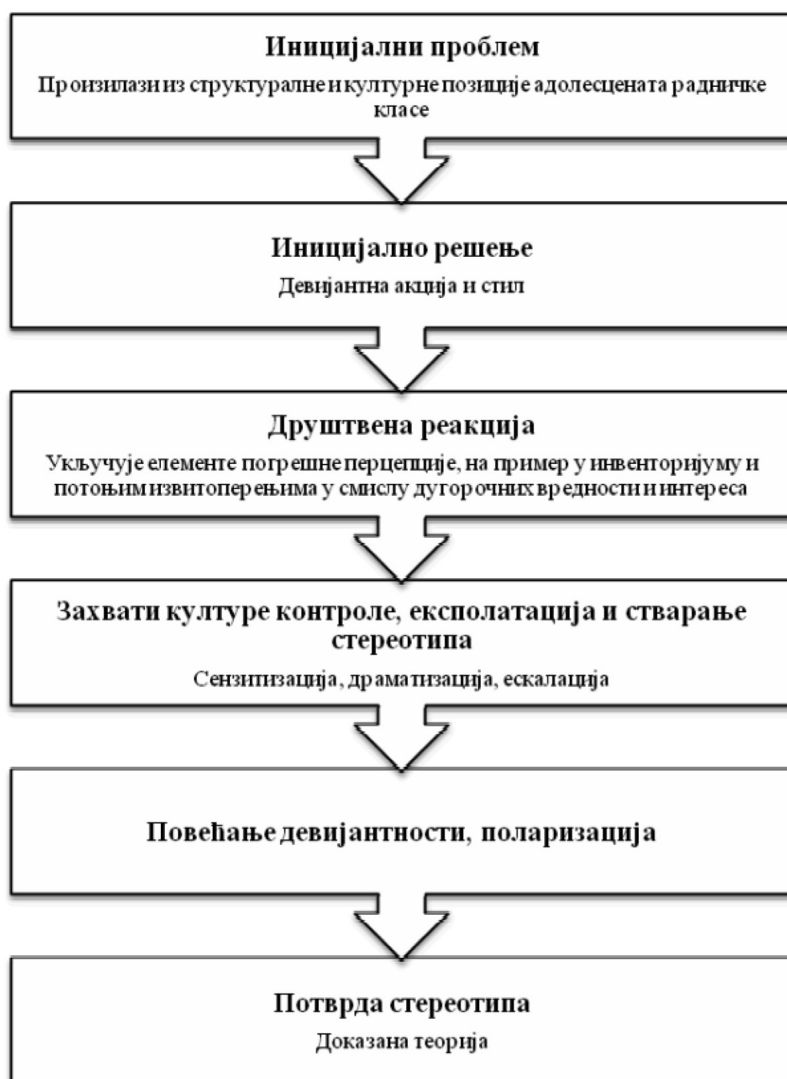 Иницијални проблем
Произилази из структуралне и културне позиције адолесцената радничке
класе
Иницијално решење
Девијантна акција и стил
Друштвена реакција
Укључује елементе погрешне перцепције, на пример у инвенторијуму и
потоњим извитоперењима у смислу дугорочних вредности и интереса
Захвати културе контроле, експолатација и стварање
стереотипа
Сензитизација, драматизација, ескалација
Повећање девијантности, поларизација
Потврда стереотипа
Доказана теорија